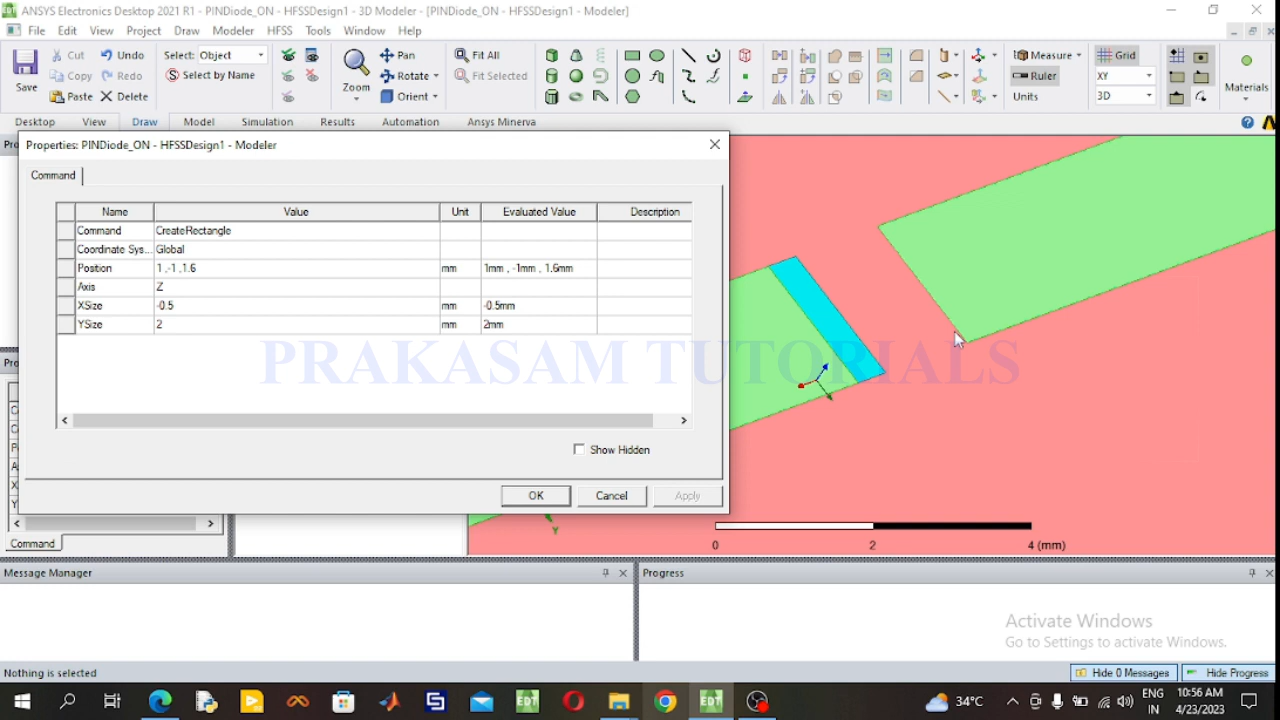 ANSYS Electronics Desktop 2021 R1 - PINDiode_ON - HFSSDesign1 - 3D Modeler - [PINDiode_ON - HFSSDesign1 - Modeler]
File Edit View Project Draw Modeler HFSS Tools Window Help
Save
Cut Undo
Copy Redo
Paste Delete
Select: Object
Select by Name
Zoom
Pan
Rotate
Orient
Fit All
Fit Selected
Measure
Ruler
Units
Grid
XY
3D
Materials
Desktop View Draw Model Simulation Results Automation Ansys Minerva
Properties: PINDiode_ON - HFSSDesign1 - Modeler
Command
Name Value Unit Evaluated Value Description
Command CreateRectangle
Coordinate Sys... Global
Position 1 ,-1 ,1.6 mm 1mm , -1mm , 1.6mm
Axis Z
XSize -0.5 mm -0.5mm
YSize 2 mm 2mm
PRAKASAM TUTORIALS
Show Hidden
OK Cancel Apply
Command
Y
0 2 4 (mm)
Message Manager
Progress
Activate Windows
Go to Settings to activate Windows.
Nothing is selected
Hide 0 Messages Hide Progress
34°C
ENG
IN
10:56 AM
4/23/2023